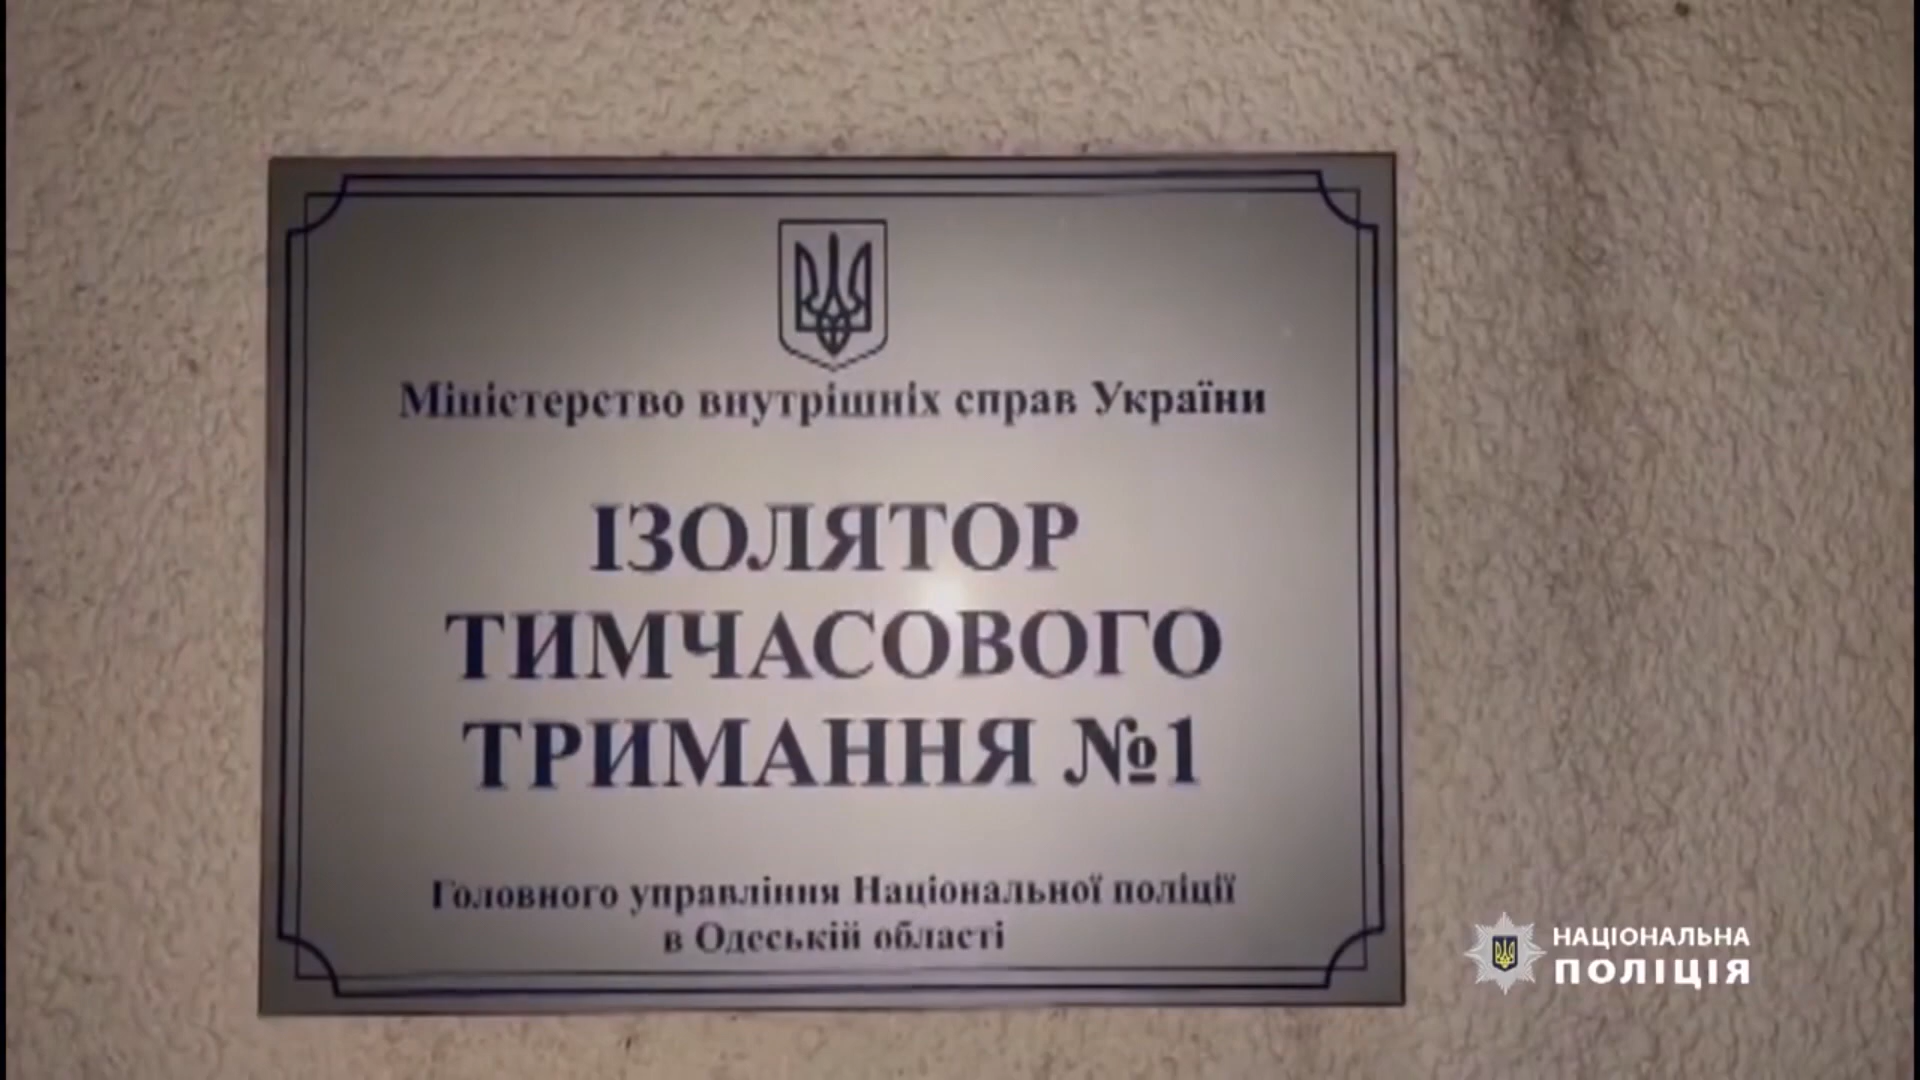 Міністерство внутрішніх справ України
ІЗОЛЯТОР
ТИМЧАСОВОГО
ТРИМАННЯ №1
Головного управління Національної поліції
в Одеській області
НАЦІОНАЛЬНА
ПОЛІЦІЯ